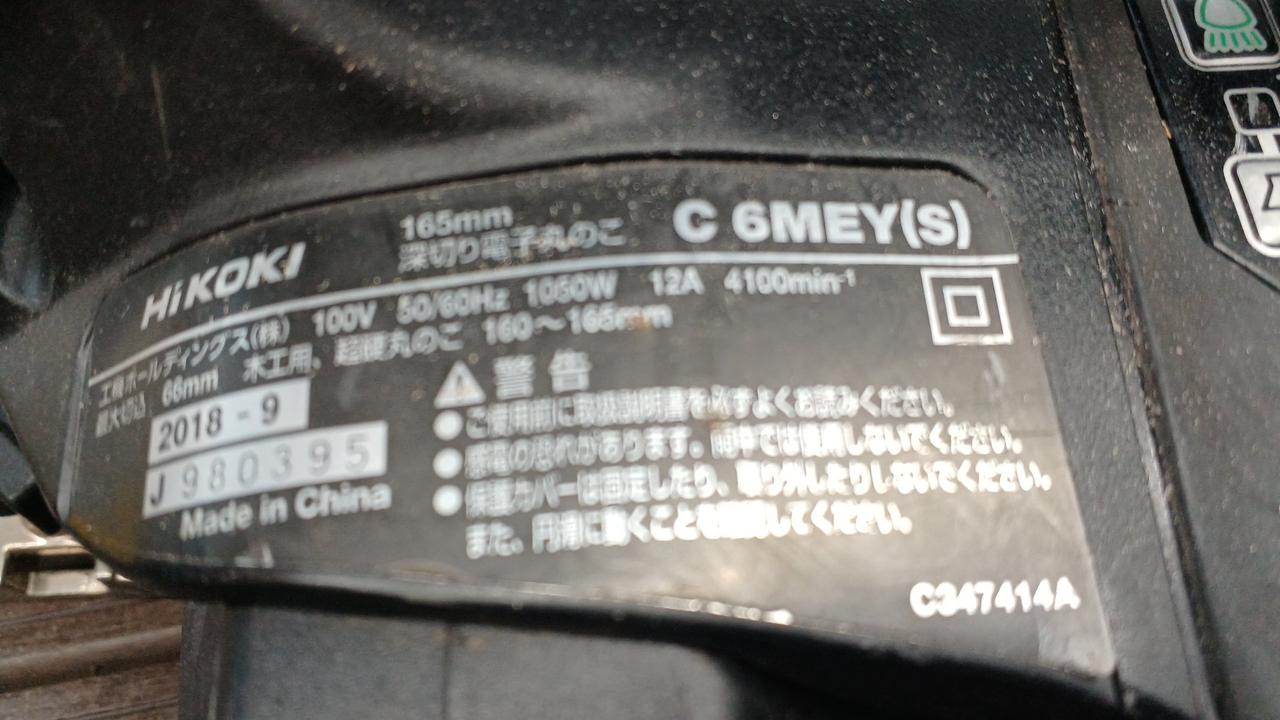 HiKOKI
165mm
深切り電子丸のこ
C 6MEY(S)
工機ホールディングス(株) 100V 50/60Hz 1050W 12A 4100min⁻¹
最大切込 66mm 木工用、超硬丸のこ 160～165mm
2018 - 9
J 980395
Made in China
警告
●ご使用前に取扱説明書を必ずよくお読みください。
●感電の恐れがあります。雨中では使用しないでください。
●保護カバーは固定したり、取り外したりしないでください。
また、円滑に動くことを確認してください。
C347414A